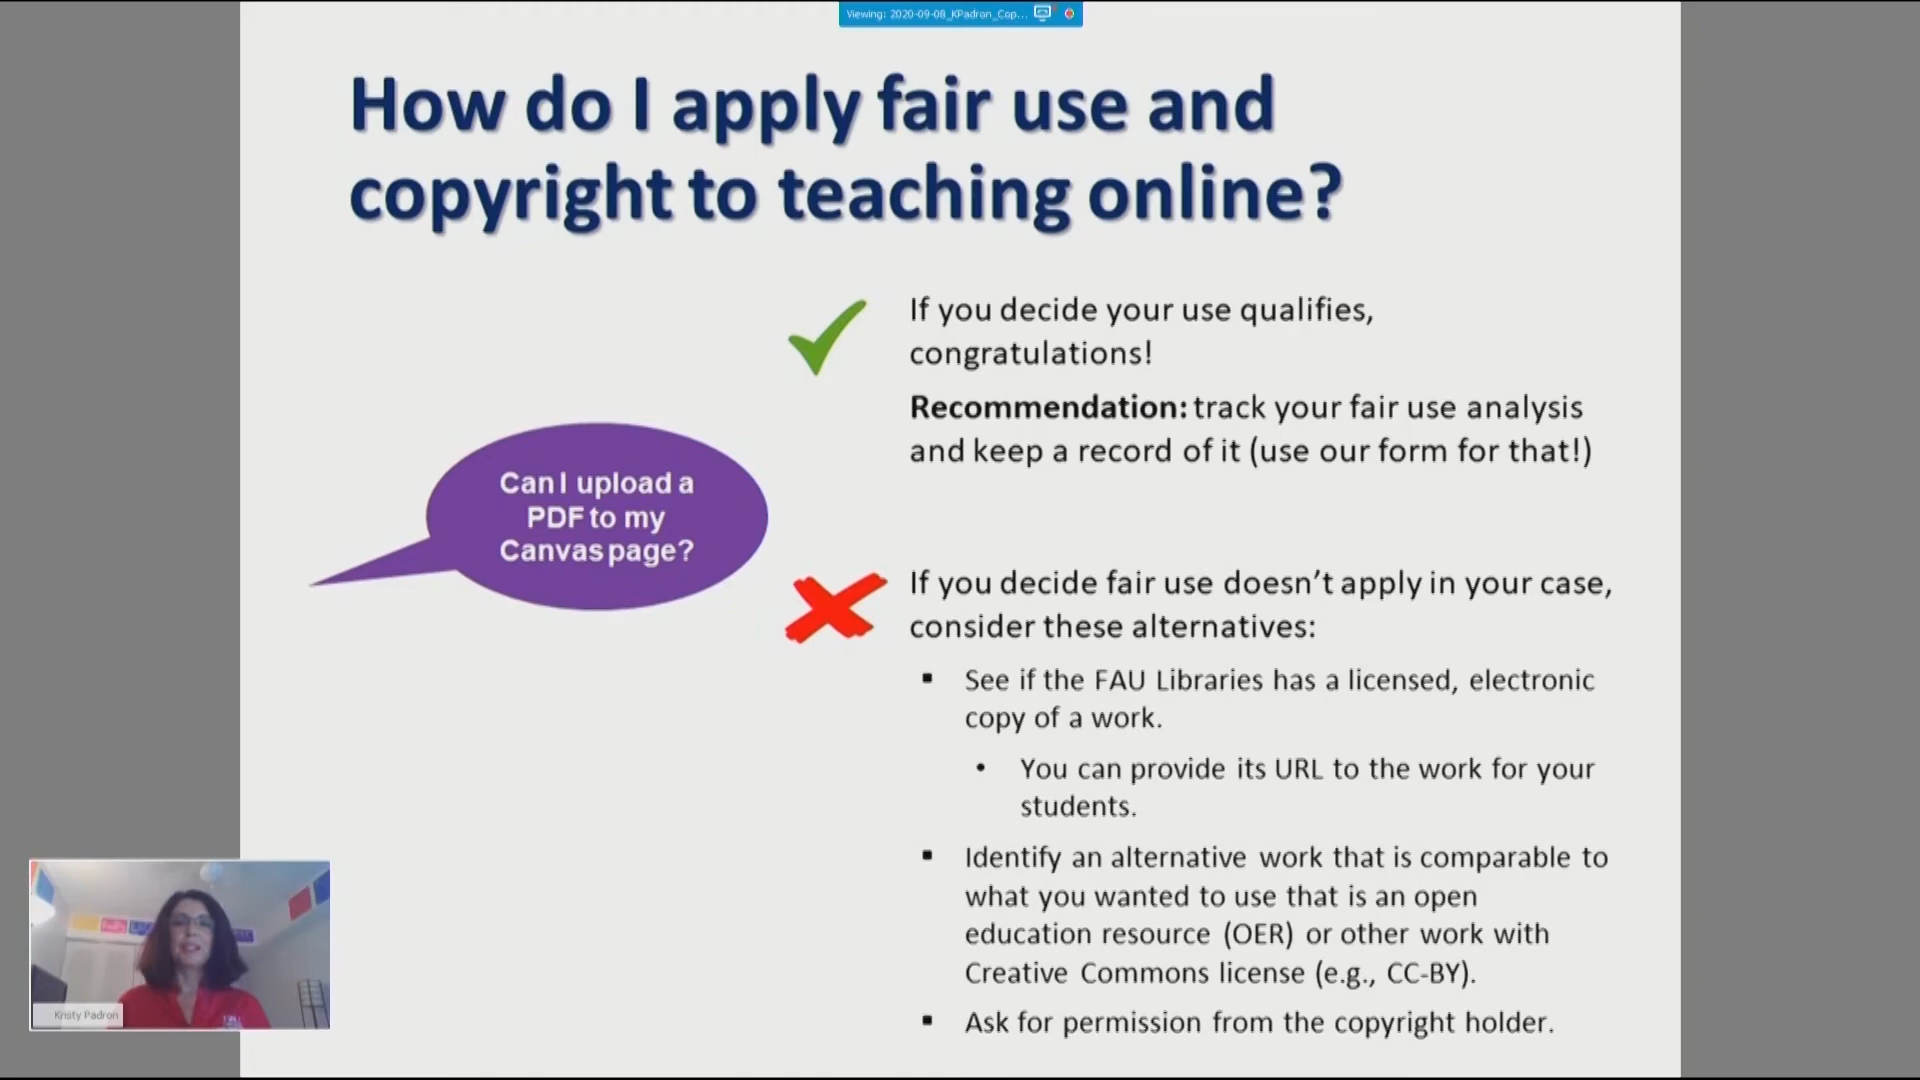 Viewing: 2020-09-08_KPadron_Cop...
How do I apply fair use and
copyright to teaching online?
If you decide your use qualifies,
congratulations!
Recommendation: track your fair use analysis
and keep a record of it (use our form for that!)
Can I upload a
PDF to my
Canvas page?
If you decide fair use doesn't apply in your case,
consider these alternatives:
▪ See if the FAU Libraries has a licensed, electronic
copy of a work.
• You can provide its URL to the work for your
students.
▪ Identify an alternative work that is comparable to
what you wanted to use that is an open
education resource (OER) or other work with
Creative Commons license (e.g., CC-BY).
▪ Ask for permission from the copyright holder.
Kristy Padron